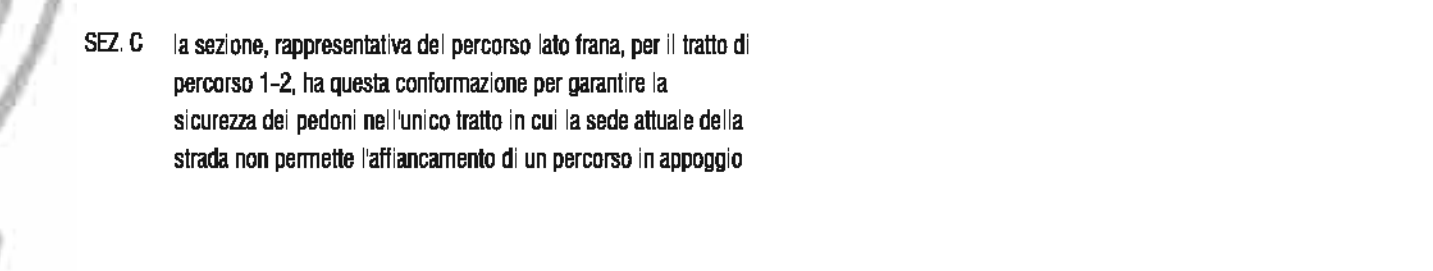 SEZ. C la sezione, rappresentativa del percorso lato frana, per il tratto di
percorso 1-2, ha questa conformazione per garantire la
sicurezza dei pedoni nell'unico tratto in cui la sede attuale della
strada non permette l'affiancamento di un percorso in appoggio